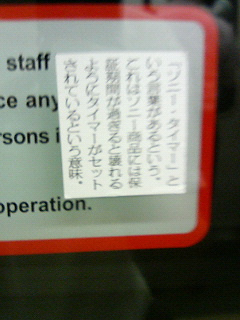 staff
ce any
rsons i
operation.
「ソニー・タイマー」と
いう言葉があるという。
これはソニー商品には保
証期間が過ぎると壊れる
ようにタイマーがセット
されているという意味。